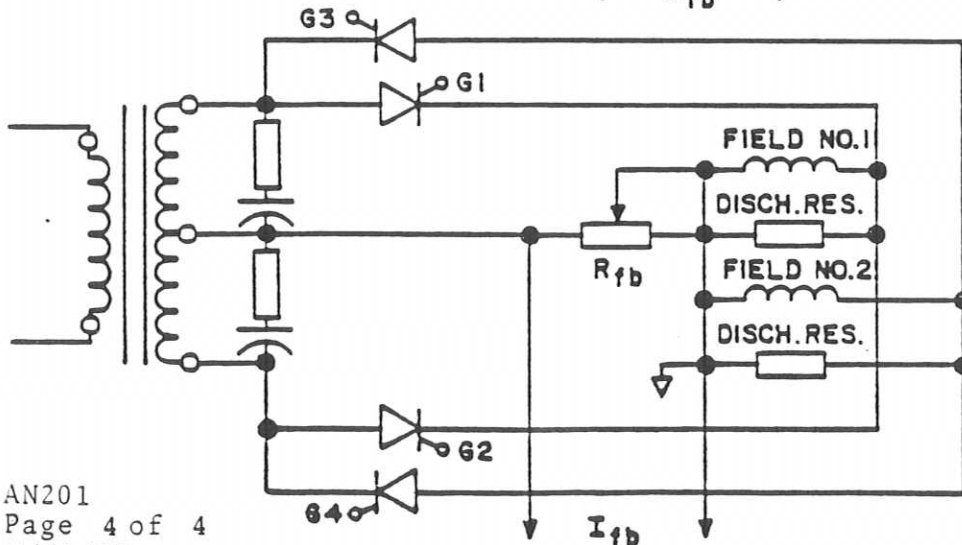 fb
G3
G1
FIELD NO.1
DISCH.RES.
Rfb
FIELD NO.2
DISCH.RES.
G2
G4
AN201
Page 4 of 4
Ifb